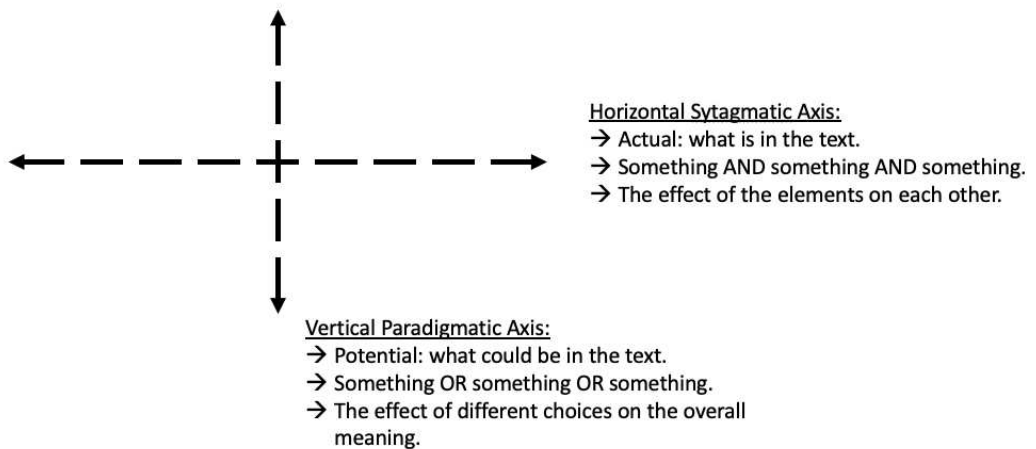 Horizontal Sytagmatic Axis:
→ Actual: what is in the text.
→ Something AND something AND something.
→ The effect of the elements on each other.
Vertical Paradigmatic Axis:
→ Potential: what could be in the text.
→ Something OR something OR something.
→ The effect of different choices on the overall
meaning.